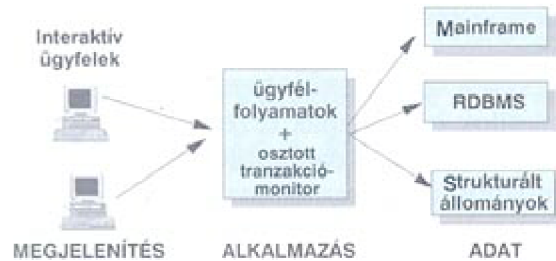 Interaktív
ügyfelek
ügyfél-
folyamatok
+
osztott
tranzakció-
monitor
Mainframe
RDBMS
Strukturált
állományok
MEGJELENÍTÉS
ALKALMAZÁS
ADAT